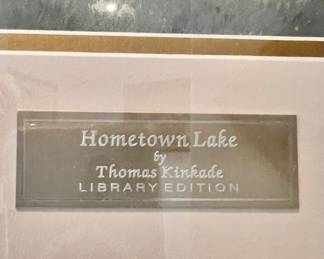 Hometown Lake
by
Thomas Kinkade
LIBRARY EDITION